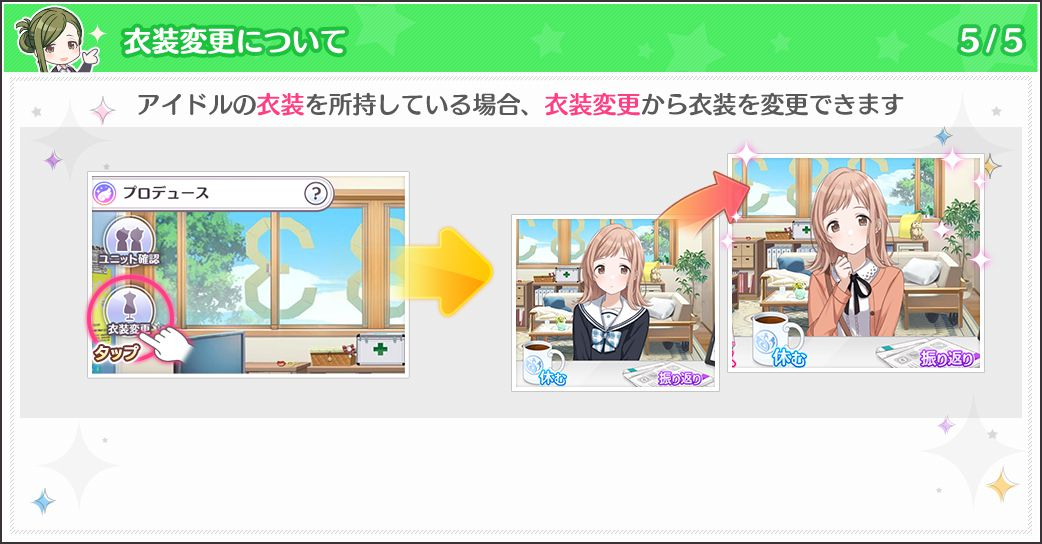 衣装変更について
5/5
アイドルの衣装を所持している場合、衣装変更から衣装を変更できます
プロデュース
?
ユニット確認
衣装変更
タップ
休む
振り返り
休む
振り返り